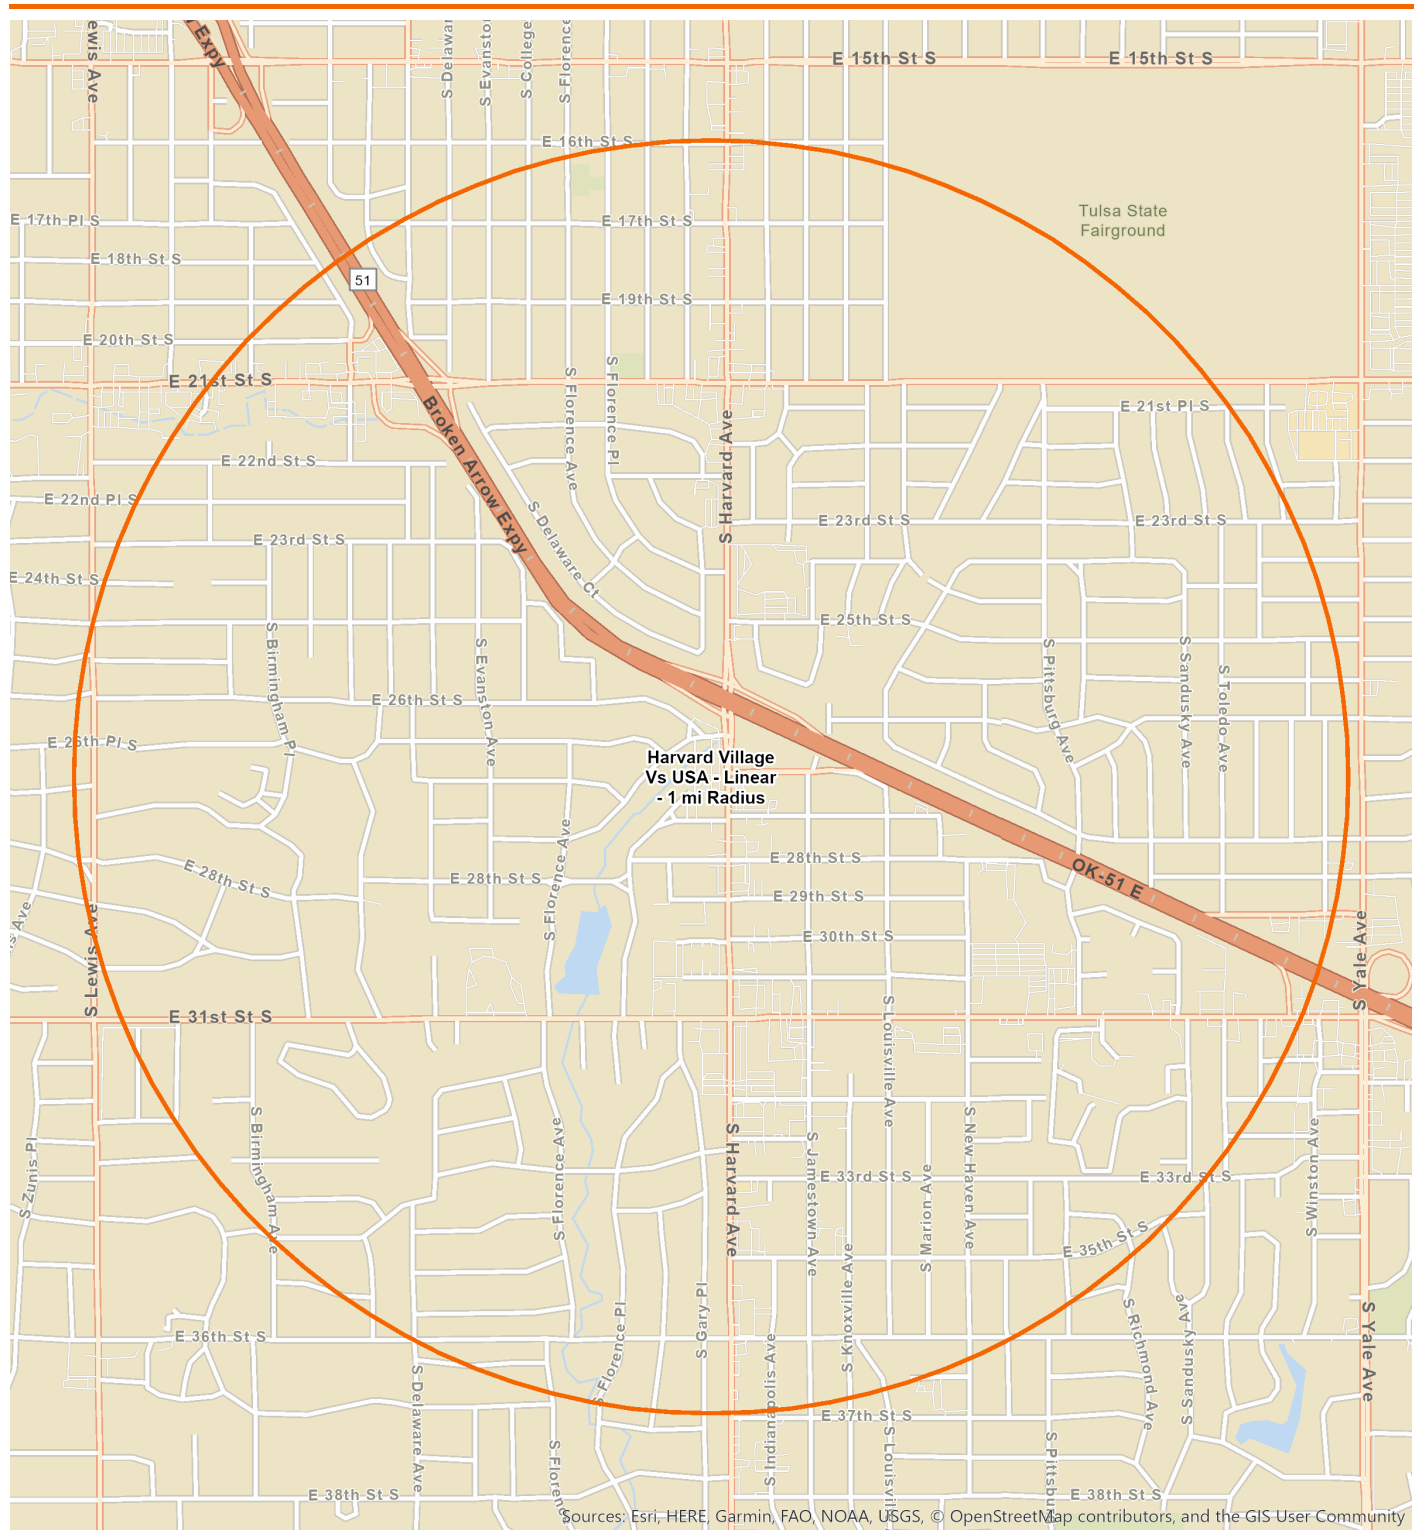 Lewis Ave
Expy
S Evanston
S College
S Florence
E 15th St S
E 15th St S
E 16th St S
E 17th Pl S
E 17th St S
Tulsa State
Fairground
E 18th St S
51
E 19th St S
E 20th St S
E 21st St S
S Florence Ave
S Florence Pl
E 21st Pl S
Broken Arrow Expy
S Harvard Ave
E 22nd St S
E 22nd Pl S
S Delaware Ct
E 23rd St S
E 23rd St S
E 23rd St S
E 24th St S
E 25th St S
S Birmingham Pl
S Evanston Ave
S Pittsburg Ave
S Sandusky Ave
S Toledo Ave
E 26th St S
E 26th Pl S
Harvard Village
Vs USA - Linear
- 1 mi Radius
S Florence Ave
E 28th St S
E 28th St S
E 28th St S
OK-51 E
E 29th St S
E 30th St S
S Lewis Ave
S Yale Ave
E 31st St S
S Louisville Ave
S Birmingham Ave
S Zunis Pl
S Florence Ave
S Harvard Ave
S Jamestown Ave
S Marion Ave
S New Haven Ave
S Winston Ave
E 33rd St S
E 33rd St S
E 35th St S
S Knoxville Ave
S Gary Pl
S Florence Pl
S Richmond Ave
S Sandusky Ave
S Yale Ave
E 36th St S
S Delaware Ave
S Indianapolis Ave
E 37th St S
S Louisville
S Pittsburg
S Florence
E 38th St S
E 38th St S
Sources: Esri, HERE, Garmin, FAO, NOAA, USGS, © OpenStreetMap contributors, and the GIS User Community